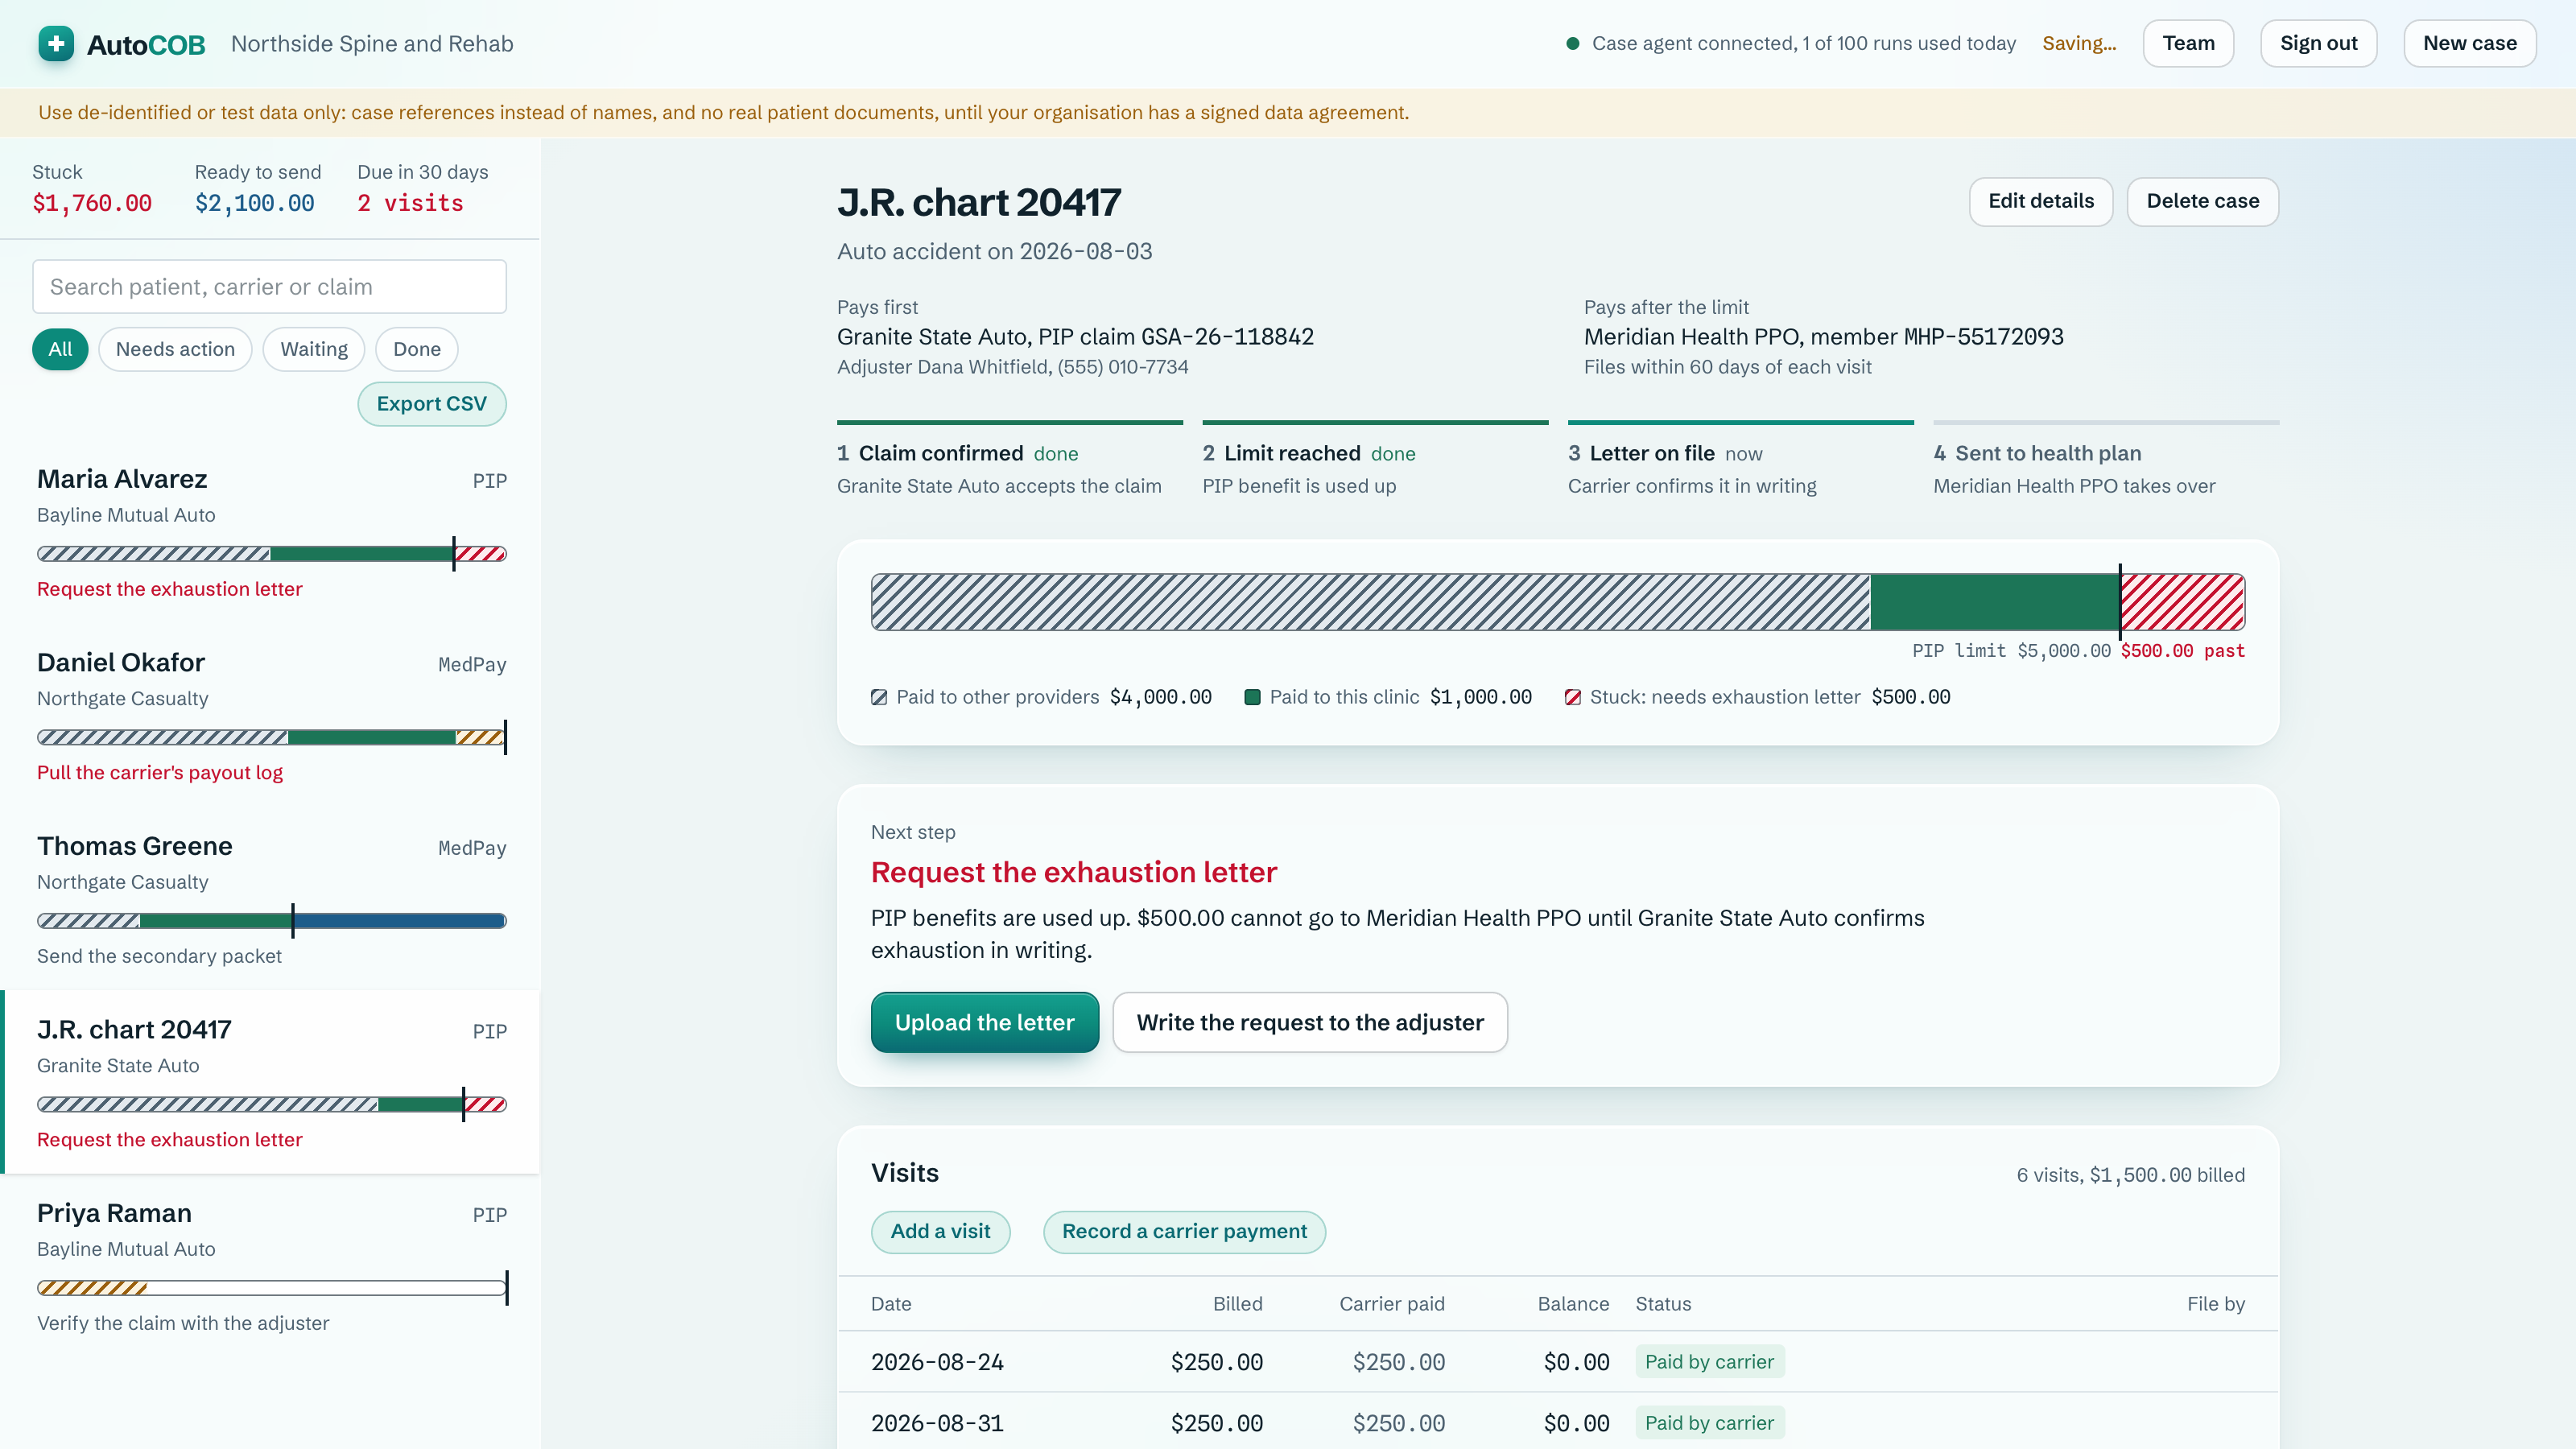 AutoCOB Northside Spine and Rehab
Case agent connected, 1 of 100 runs used today Saving... Team Sign out New case
Use de-identified or test data only: case references instead of names, and no real patient documents, until your organisation has a signed data agreement.
Stuck Ready to send Due in 30 days
$1,760.00 $2,100.00 2 visits
Search patient, carrier or claim
All Needs action Waiting Done
Export CSV
Maria Alvarez PIP
Bayline Mutual Auto
Request the exhaustion letter
Daniel Okafor MedPay
Northgate Casualty
Pull the carrier's payout log
Thomas Greene MedPay
Northgate Casualty
Send the secondary packet
J.R. chart 20417 PIP
Granite State Auto
Request the exhaustion letter
Priya Raman PIP
Bayline Mutual Auto
Verify the claim with the adjuster
J.R. chart 20417 Edit details Delete case
Auto accident on 2026-08-03
Pays first
Granite State Auto, PIP claim GSA-26-118842
Adjuster Dana Whitfield, (555) 010-7734
Pays after the limit
Meridian Health PPO, member MHP-55172093
Files within 60 days of each visit
1 Claim confirmed done
Granite State Auto accepts the claim
2 Limit reached done
PIP benefit is used up
3 Letter on file now
Carrier confirms it in writing
4 Sent to health plan
Meridian Health PPO takes over
PIP limit $5,000.00 $500.00 past
Paid to other providers $4,000.00 Paid to this clinic $1,000.00 Stuck: needs exhaustion letter $500.00
Next step
Request the exhaustion letter
PIP benefits are used up. $500.00 cannot go to Meridian Health PPO until Granite State Auto confirms
exhaustion in writing.
Upload the letter Write the request to the adjuster
Visits 6 visits, $1,500.00 billed
Add a visit Record a carrier payment
Date Billed Carrier paid Balance Status File by
2026-08-24 $250.00 $250.00 $0.00 Paid by carrier
2026-08-31 $250.00 $250.00 $0.00 Paid by carrier